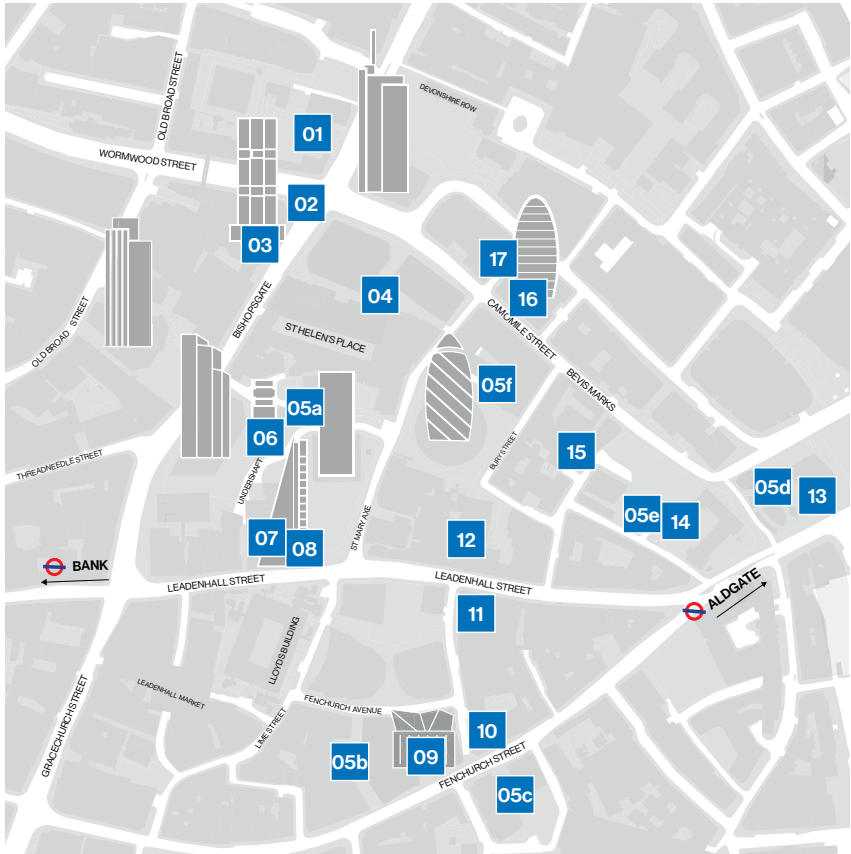 OLD BROAD STREET
DEVONSHIRE ROW
01
WORMWOOD STREET
02
03
17
04
16
CAMOMILE STREET
BISHOPSGATE
OLD BROAD STREET
ST HELEN'S PLACE
05f
BEVIS MARKS
05a
06
BURY STREET
15
THREADNEEDLE STREET
UNDERSHAFT
05d
13
05e
14
ST MARY AXE
07
08
12
BANK
LEADENHALL STREET
LEADENHALL STREET
ALDGATE
11
LLOYDS BUILDING
LEADENHALL MARKET
FENCHURCH AVENUE
GRACECHURCH STREET
LIME STREET
10
09
05b
FENCHURCH STREET
05c